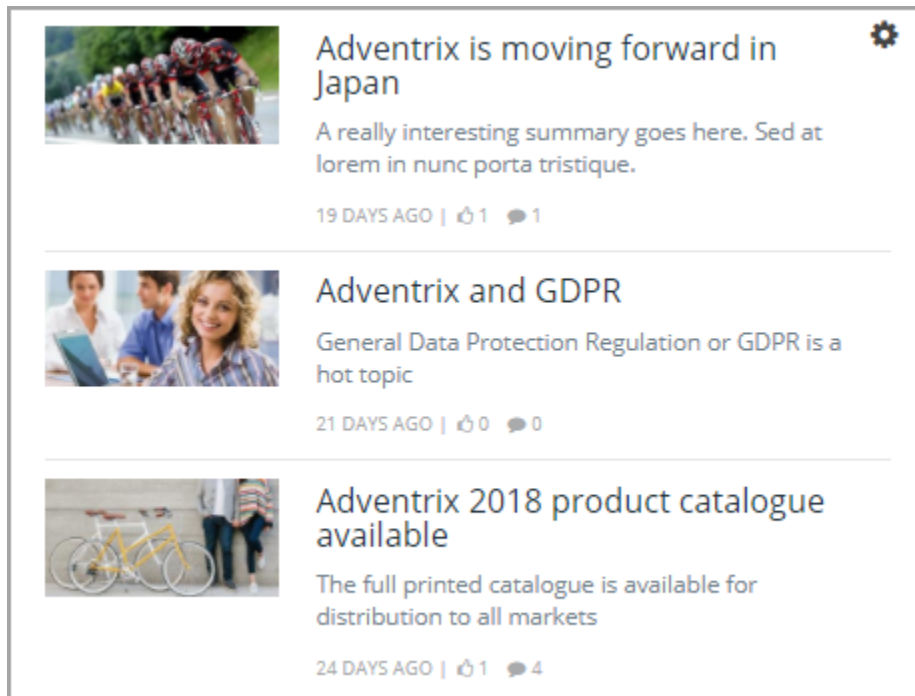 Adventrix is moving forward in
Japan
A really interesting summary goes here. Sed at
lorem in nunc porta tristique.
19 DAYS AGO | 1 1
Adventrix and GDPR
General Data Protection Regulation or GDPR is a
hot topic
21 DAYS AGO | 0 0
Adventrix 2018 product catalogue
available
The full printed catalogue is available for
distribution to all markets
24 DAYS AGO | 1 4